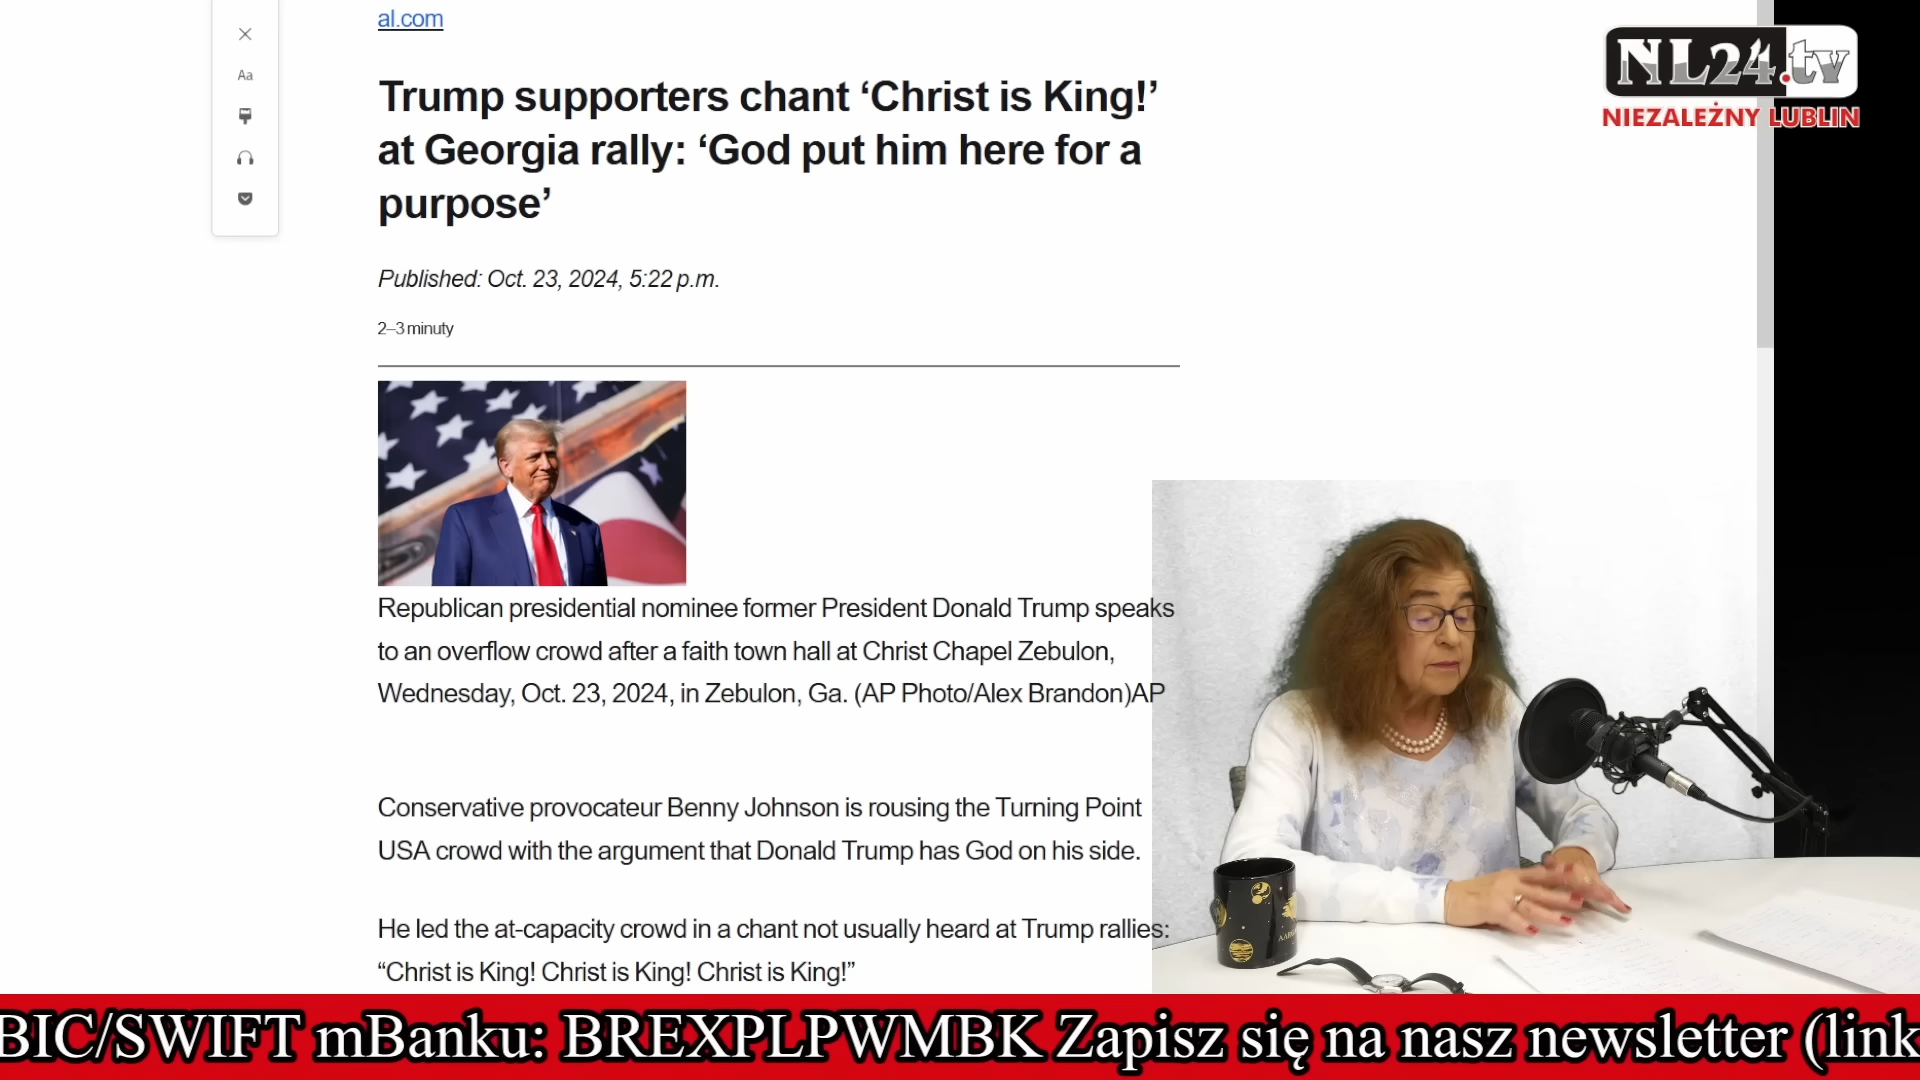 al.com
Aa
Trump supporters chant ‘Christ is King!’
at Georgia rally: ‘God put him here for a
purpose’
Published: Oct. 23, 2024, 5:22 p.m.
2–3 minuty
Republican presidential nominee former President Donald Trump speaks
to an overflow crowd after a faith town hall at Christ Chapel Zebulon,
Wednesday, Oct. 23, 2024, in Zebulon, Ga. (AP Photo/Alex Brandon)AP
Conservative provocateur Benny Johnson is rousing the Turning Point
USA crowd with the argument that Donald Trump has God on his side.
He led the at-capacity crowd in a chant not usually heard at Trump rallies:
“Christ is King! Christ is King! Christ is King!”
NL24.tv
NIEZALEŻNY LUBLIN
BIC/SWIFT mBanku: BREXPLPWMBK Zapisz się na nasz newsletter (link